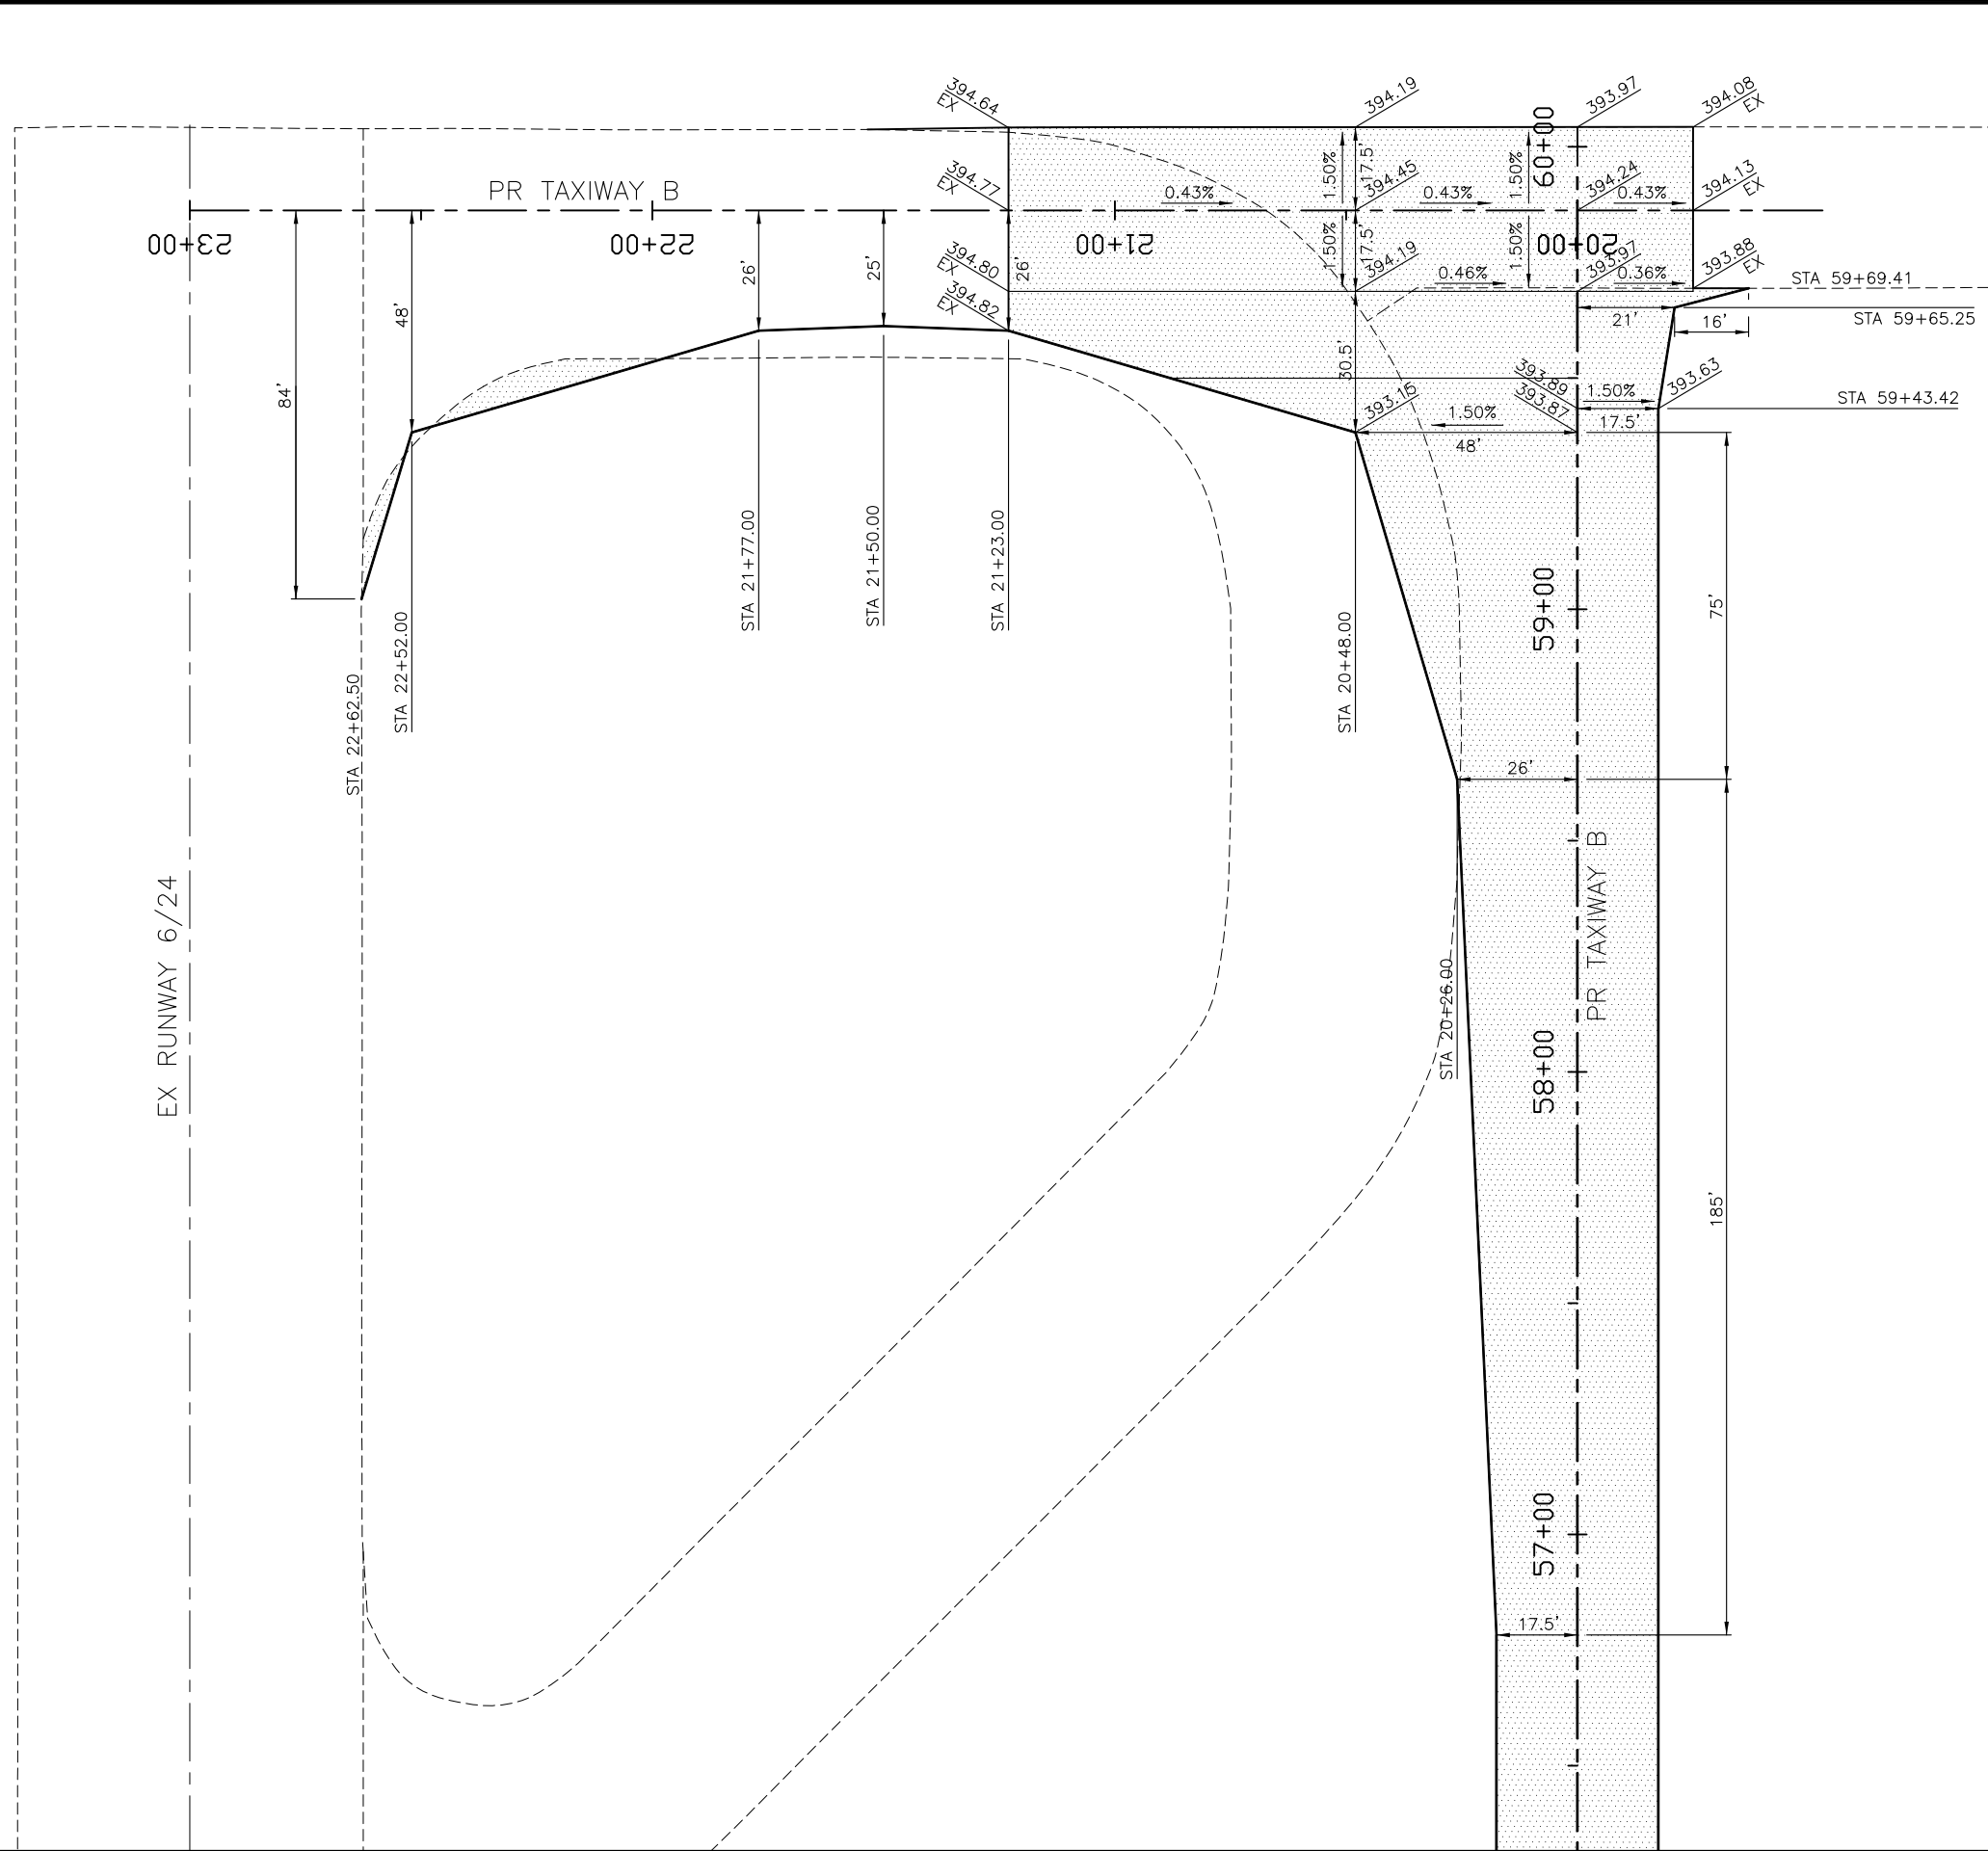 394.64
EX
394.19
393.97
394.08
EX
60+00
1.50%
17.5'
1.50%
PR TAXIWAY B
394.77
EX
0.43%
394.45
0.43%
394.24
0.43%
394.13
EX
23+00
22+00
21+00
20+00
394.80
EX
26'
26'
25'
1.50%
17.5'
394.19
1.50%
0.46%
393.97
0.36%
393.88
EX
STA 59+69.41
394.82
EX
48'
21'
16'
STA 59+65.25
84'
30.5'
393.89
393.87
393.63
1.50%
STA 59+43.42
393.15
1.50%
17.5'
48'
STA 21+77.00
STA 21+50.00
STA 21+23.00
59+00
75'
STA 22+62.50
STA 22+52.00
STA 20+48.00
26'
EX RUNWAY 6/24
PR TAXIWAY B
STA 20+26.00
58+00
185'
57+00
17.5'